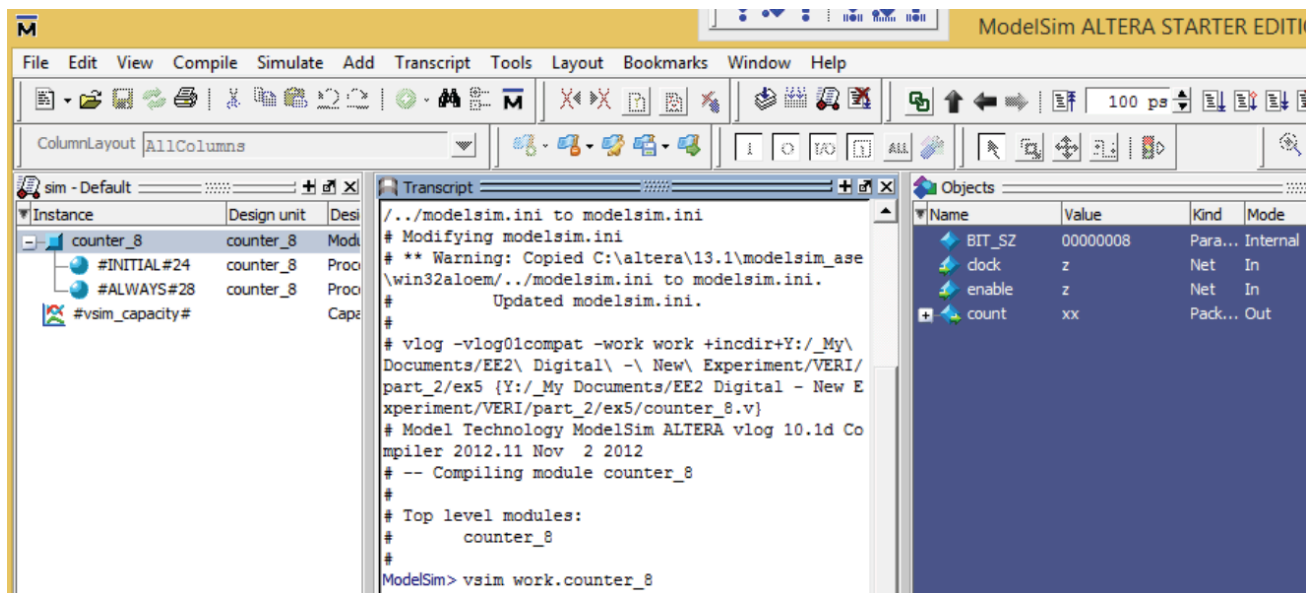 M
ModelSim ALTERA STARTER EDITI
File Edit View Compile Simulate Add Transcript Tools Layout Bookmarks Window Help
M 100 ps
ColumnLayout AllColumns
I O I/O ALL
sim - Default
Instance Design unit Desi
counter_8 counter_8 Modu
#INITIAL#24 counter_8 Proc
#ALWAYS#28 counter_8 Proc
#vsim_capacity# Capa
Transcript
/../modelsim.ini to modelsim.ini
# Modifying modelsim.ini
# ** Warning: Copied C:\altera\13.1\modelsim_ase
\win32aloem/../modelsim.ini to modelsim.ini.
# Updated modelsim.ini.
#
# vlog -vlog01compat -work work +incdir+Y:/_My\
Documents/EE2\ Digital\ -\ New\ Experiment/VERI/
part_2/ex5 {Y:/_My Documents/EE2 Digital - New E
xperiment/VERI/part_2/ex5/counter_8.v}
# Model Technology ModelSim ALTERA vlog 10.1d Co
mpiler 2012.11 Nov 2 2012
# -- Compiling module counter_8
#
# Top level modules:
# counter_8
#
ModelSim> vsim work.counter_8
Objects
Name Value Kind Mode
BIT_SZ 00000008 Para... Internal
clock z Net In
enable z Net In
count xx Pack... Out